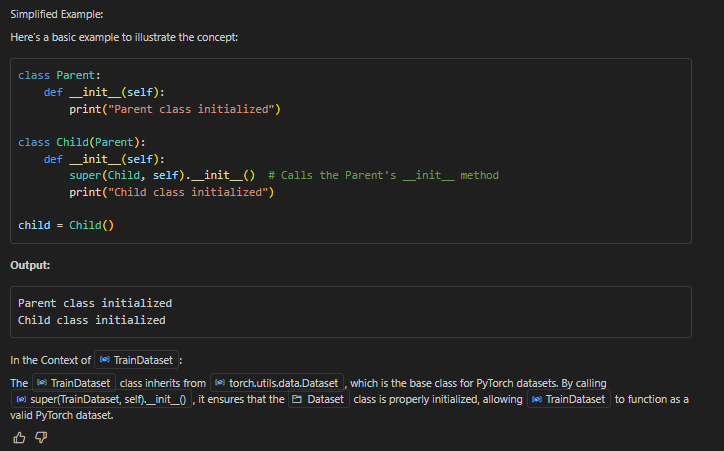 Simplified Example:
Here's a basic example to illustrate the concept:
class Parent:
    def __init__(self):
        print("Parent class initialized")

class Child(Parent):
    def __init__(self):
        super(Child, self).__init__()  # Calls the Parent's __init__ method
        print("Child class initialized")

child = Child()
Output:
Parent class initialized
Child class initialized
In the Context of TrainDataset :
The TrainDataset class inherits from torch.utils.data.Dataset , which is the base class for PyTorch datasets. By calling
super(TrainDataset, self).__init__() , it ensures that the Dataset class is properly initialized, allowing TrainDataset to function as a
valid PyTorch dataset.